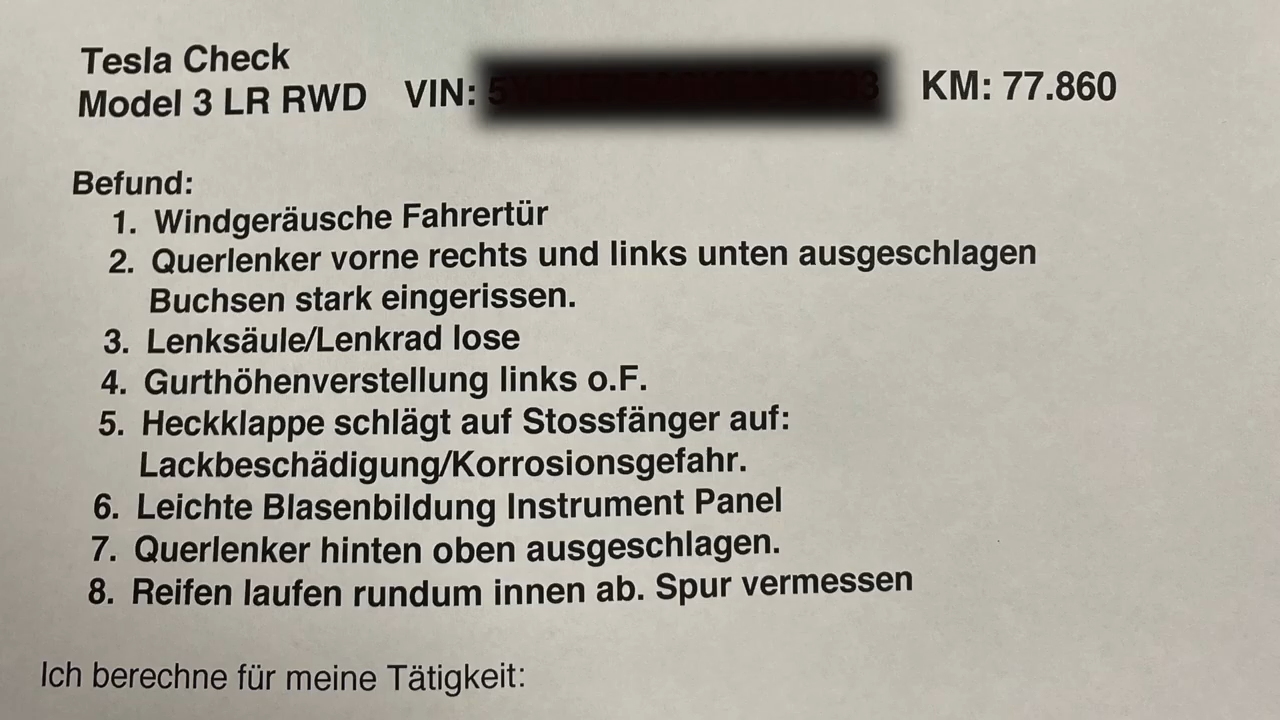 Tesla Check
Model 3 LR RWD VIN: KM: 77.860
Befund:
1. Windgeräusche Fahrertür
2. Querlenker vorne rechts und links unten ausgeschlagen
Buchsen stark eingerissen.
3. Lenksäule/Lenkrad lose
4. Gurthöhenverstellung links o.F.
5. Heckklappe schlägt auf Stossfänger auf:
Lackbeschädigung/Korrosionsgefahr.
6. Leichte Blasenbildung Instrument Panel
7. Querlenker hinten oben ausgeschlagen.
8. Reifen laufen rundum innen ab. Spur vermessen
Ich berechne für meine Tätigkeit: